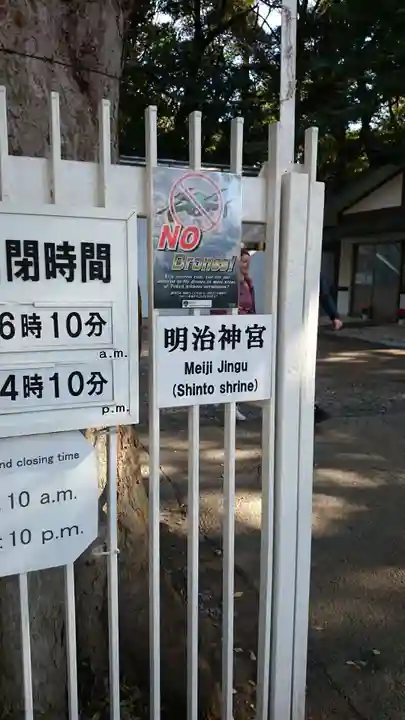 閉時間
6時10分
a.m.
4時10分
p.m.
nd closing time
10 a.m.
10 p.m.
NO
Drones!
明治神宮
Meiji Jingu
(Shinto shrine)